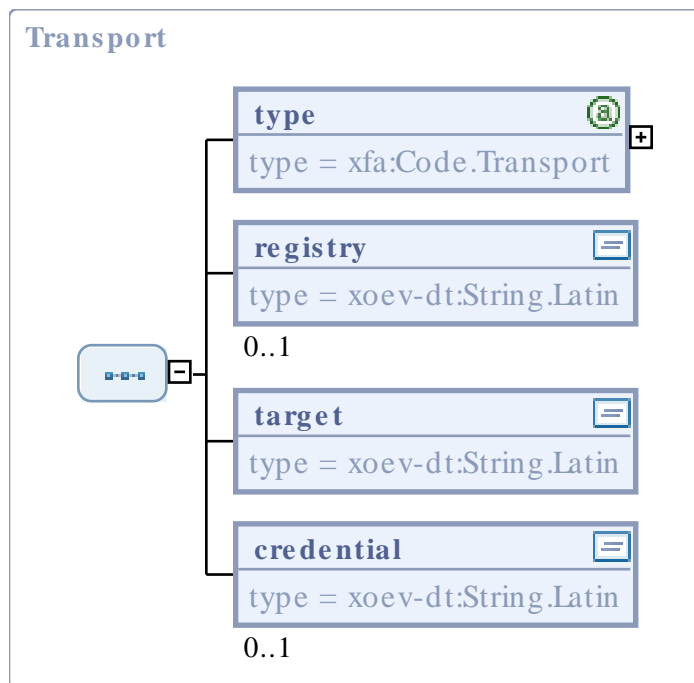 Transport
type
type = xfa:Code.Transport
registry
type = xoev-dt:String.Latin
0..1
target
type = xoev-dt:String.Latin
credential
type = xoev-dt:String.Latin
0..1